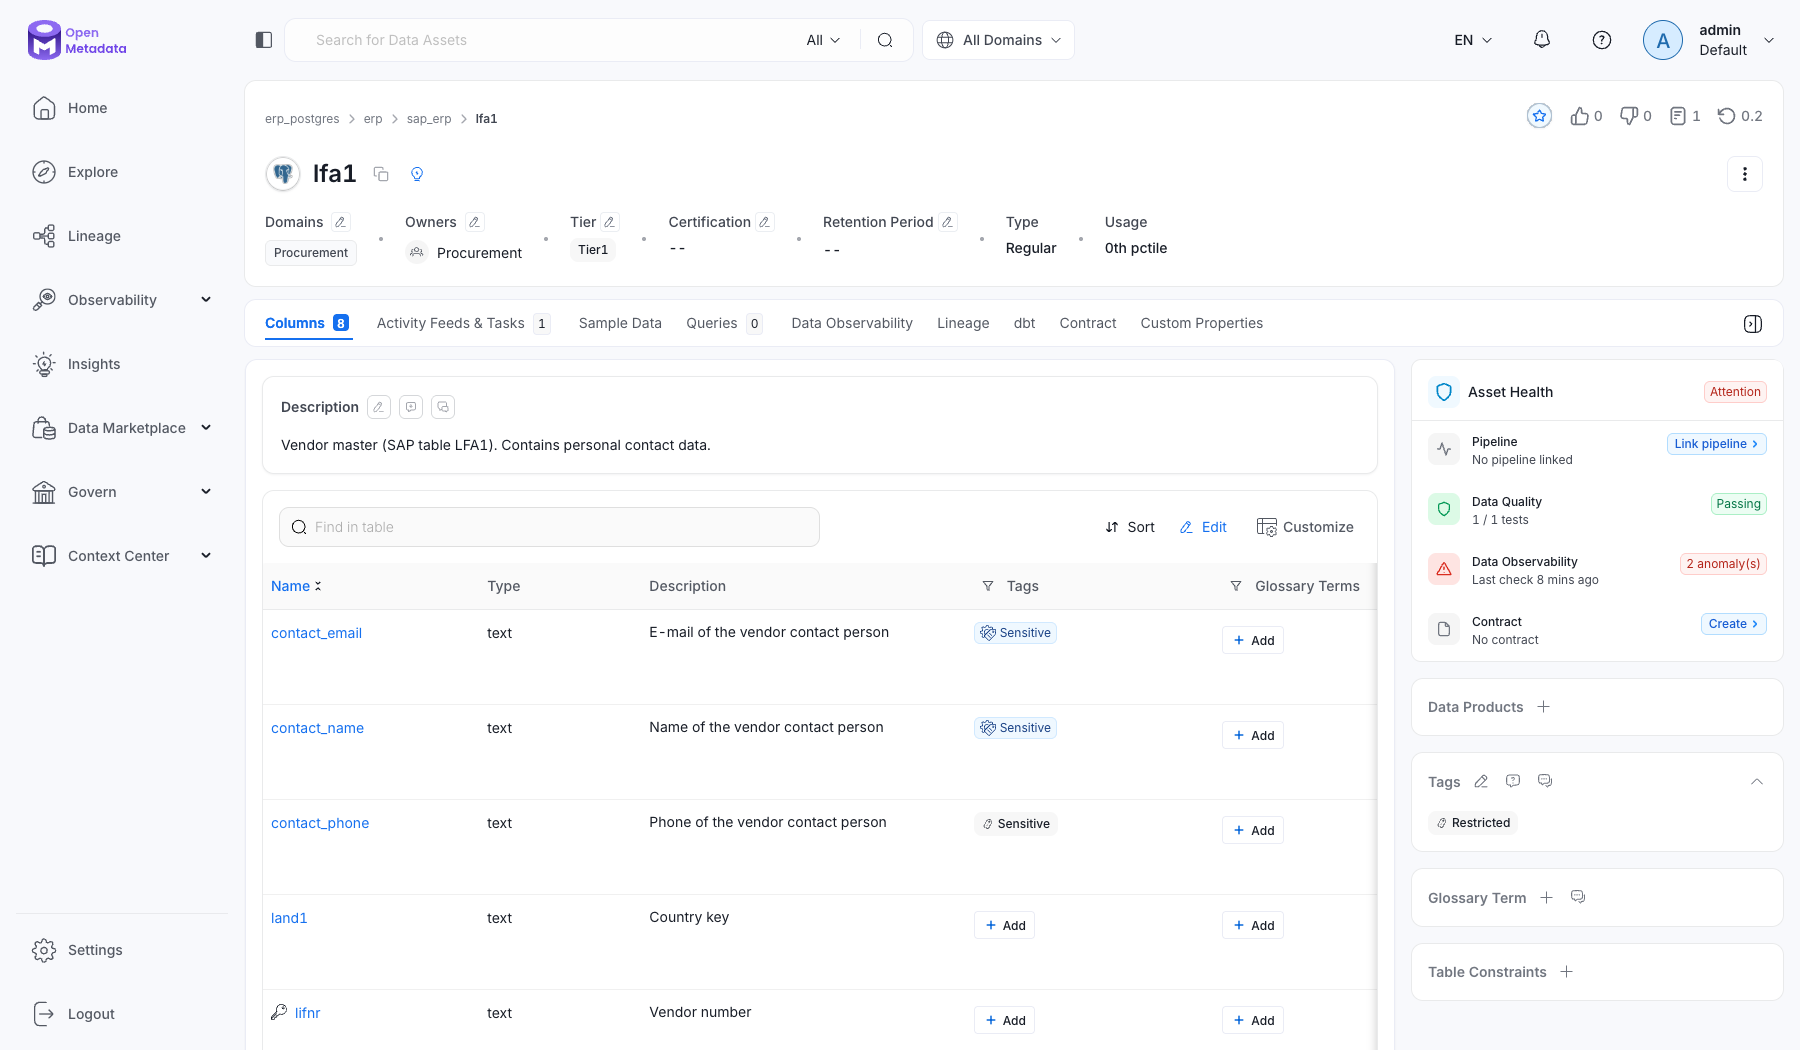 Open
Metadata
Search for Data Assets
All
All Domains
EN
A
admin
Default
Home
Explore
Lineage
Observability
Insights
Data Marketplace
Govern
Context Center
Settings
Logout
erp_postgres > erp > sap_erp > lfa1
0
0
1
0.2
lfa1
Domains
Procurement
Owners
Procurement
Tier
Tier1
Certification
--
Retention Period
--
Type
Regular
Usage
0th pctile
Columns 8
Activity Feeds & Tasks 1
Sample Data
Queries 0
Data Observability
Lineage
dbt
Contract
Custom Properties
Description
Vendor master (SAP table LFA1). Contains personal contact data.
Find in table
Sort
Edit
Customize
Name Type Description Tags Glossary Terms
contact_email text E-mail of the vendor contact person Sensitive + Add
contact_name text Name of the vendor contact person Sensitive + Add
contact_phone text Phone of the vendor contact person Sensitive + Add
land1 text Country key + Add + Add
lifnr text Vendor number + Add + Add
Asset Health Attention
Pipeline
No pipeline linked
Link pipeline >
Data Quality
1 / 1 tests
Passing
Data Observability
Last check 8 mins ago
2 anomaly(s)
Contract
No contract
Create >
Data Products
Tags
Restricted
Glossary Term
Table Constraints